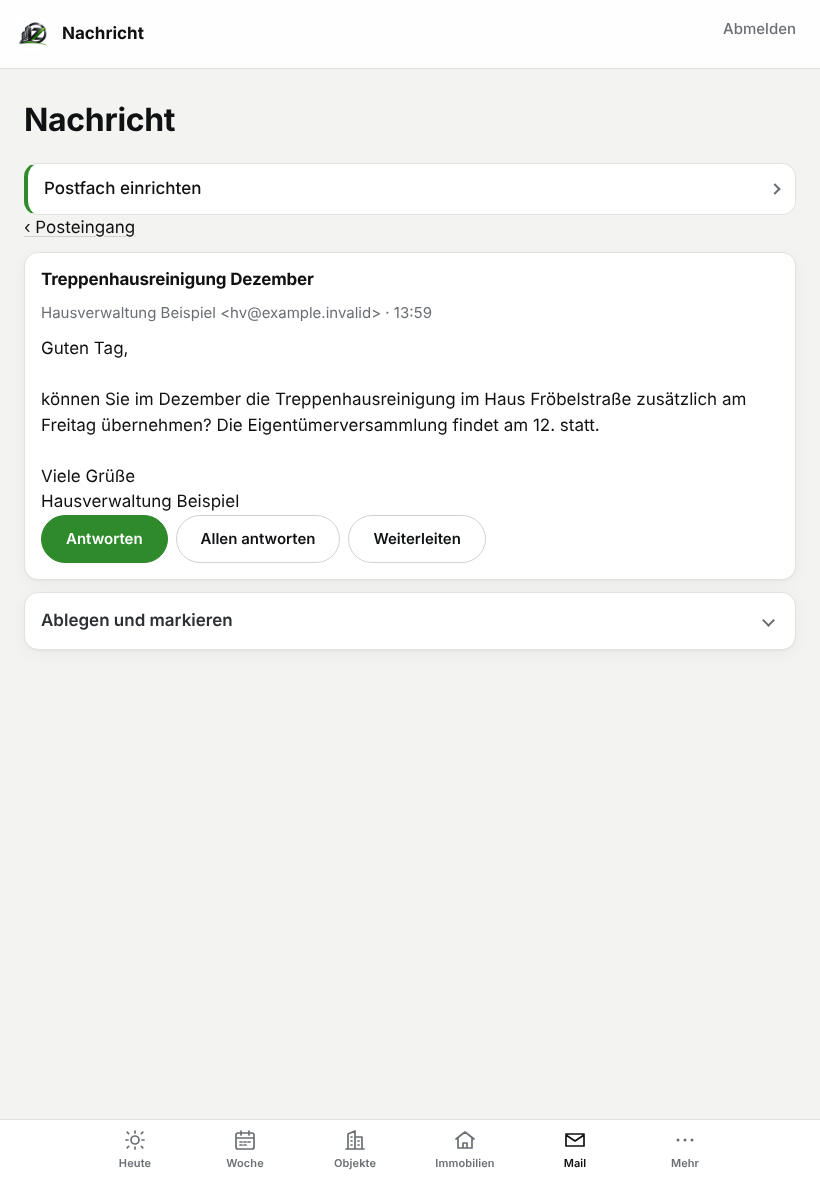 Nachricht
Abmelden
Nachricht
Postfach einrichten
‹ Posteingang
Treppenhausreinigung Dezember
Hausverwaltung Beispiel <hv@example.invalid> · 13:59
Guten Tag,
können Sie im Dezember die Treppenhausreinigung im Haus Fröbelstraße zusätzlich am
Freitag übernehmen? Die Eigentümerversammlung findet am 12. statt.
Viele Grüße
Hausverwaltung Beispiel
Antworten
Allen antworten
Weiterleiten
Ablegen und markieren
Heute
Woche
Objekte
Immobilien
Mail
Mehr